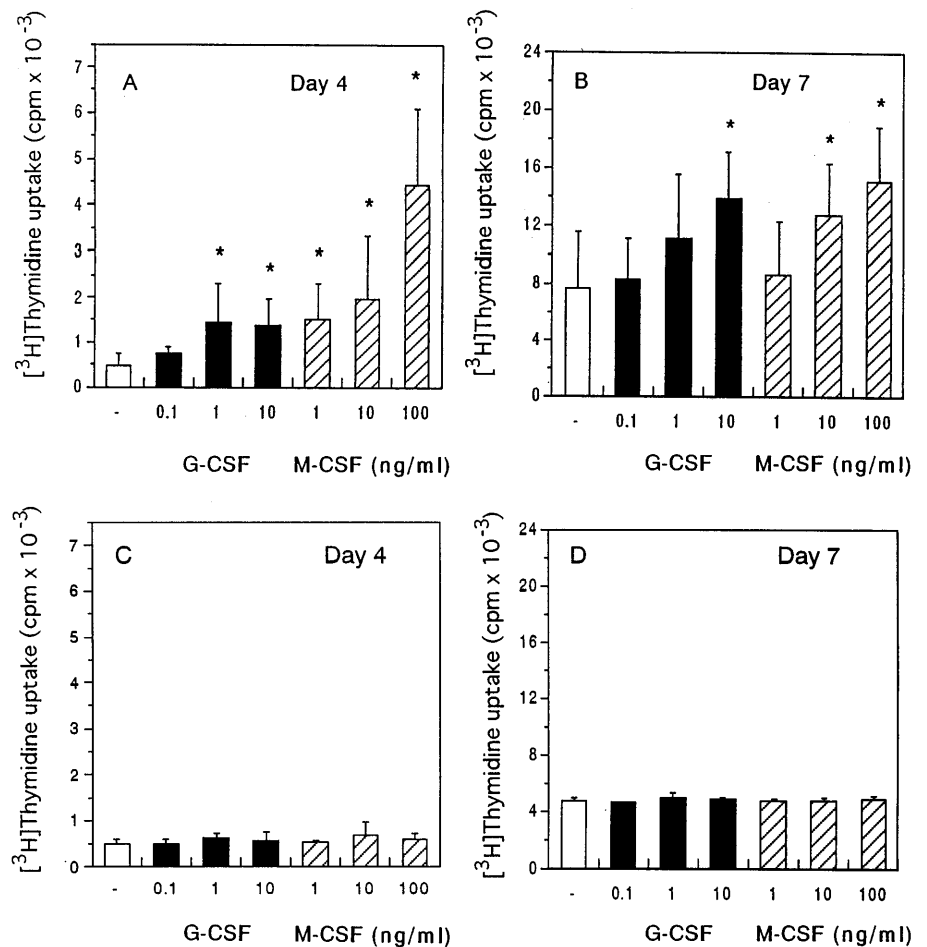 [³H]Thymidine uptake (cpm x 10⁻³)
A
Day 4
*
*
*
*
*
7
6
5
4
3
2
1
0
- 0.1 1 10 1 10 100
G-CSF M-CSF (ng/ml)
[³H]Thymidine uptake (cpm x 10⁻³)
B
Day 7
*
*
*
24
20
16
12
8
4
0
- 0.1 1 10 1 10 100
G-CSF M-CSF (ng/ml)
[³H]Thymidine uptake (cpm x 10⁻³)
C
Day 4
7
6
5
4
3
2
1
0
- 0.1 1 10 1 10 100
G-CSF M-CSF (ng/ml)
[³H]Thymidine uptake (cpm x 10⁻³)
D
Day 7
24
20
16
12
8
4
0
- 0.1 1 10 1 10 100
G-CSF M-CSF (ng/ml)